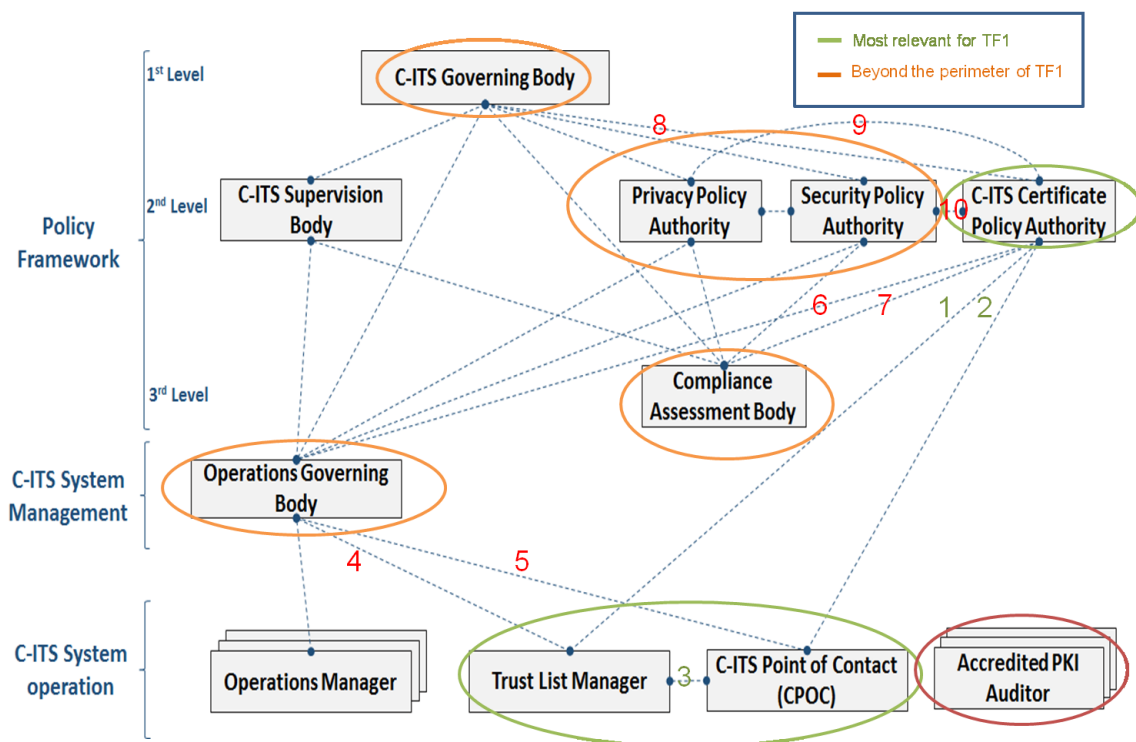 Most relevant for TF1
Beyond the perimeter of TF1
1st Level
C-ITS Governing Body
8
9
Policy
Framework
2nd Level
C-ITS Supervision
Body
Privacy Policy
Authority
Security Policy
Authority
10
C-ITS Certificate
Policy Authority
6
7
1
2
3rd Level
Compliance
Assessment Body
C-ITS System
Management
Operations Governing
Body
4
5
C-ITS System
operation
Operations Manager
Trust List Manager
3
C-ITS Point of Contact
(CPOC)
Accredited PKI
Auditor